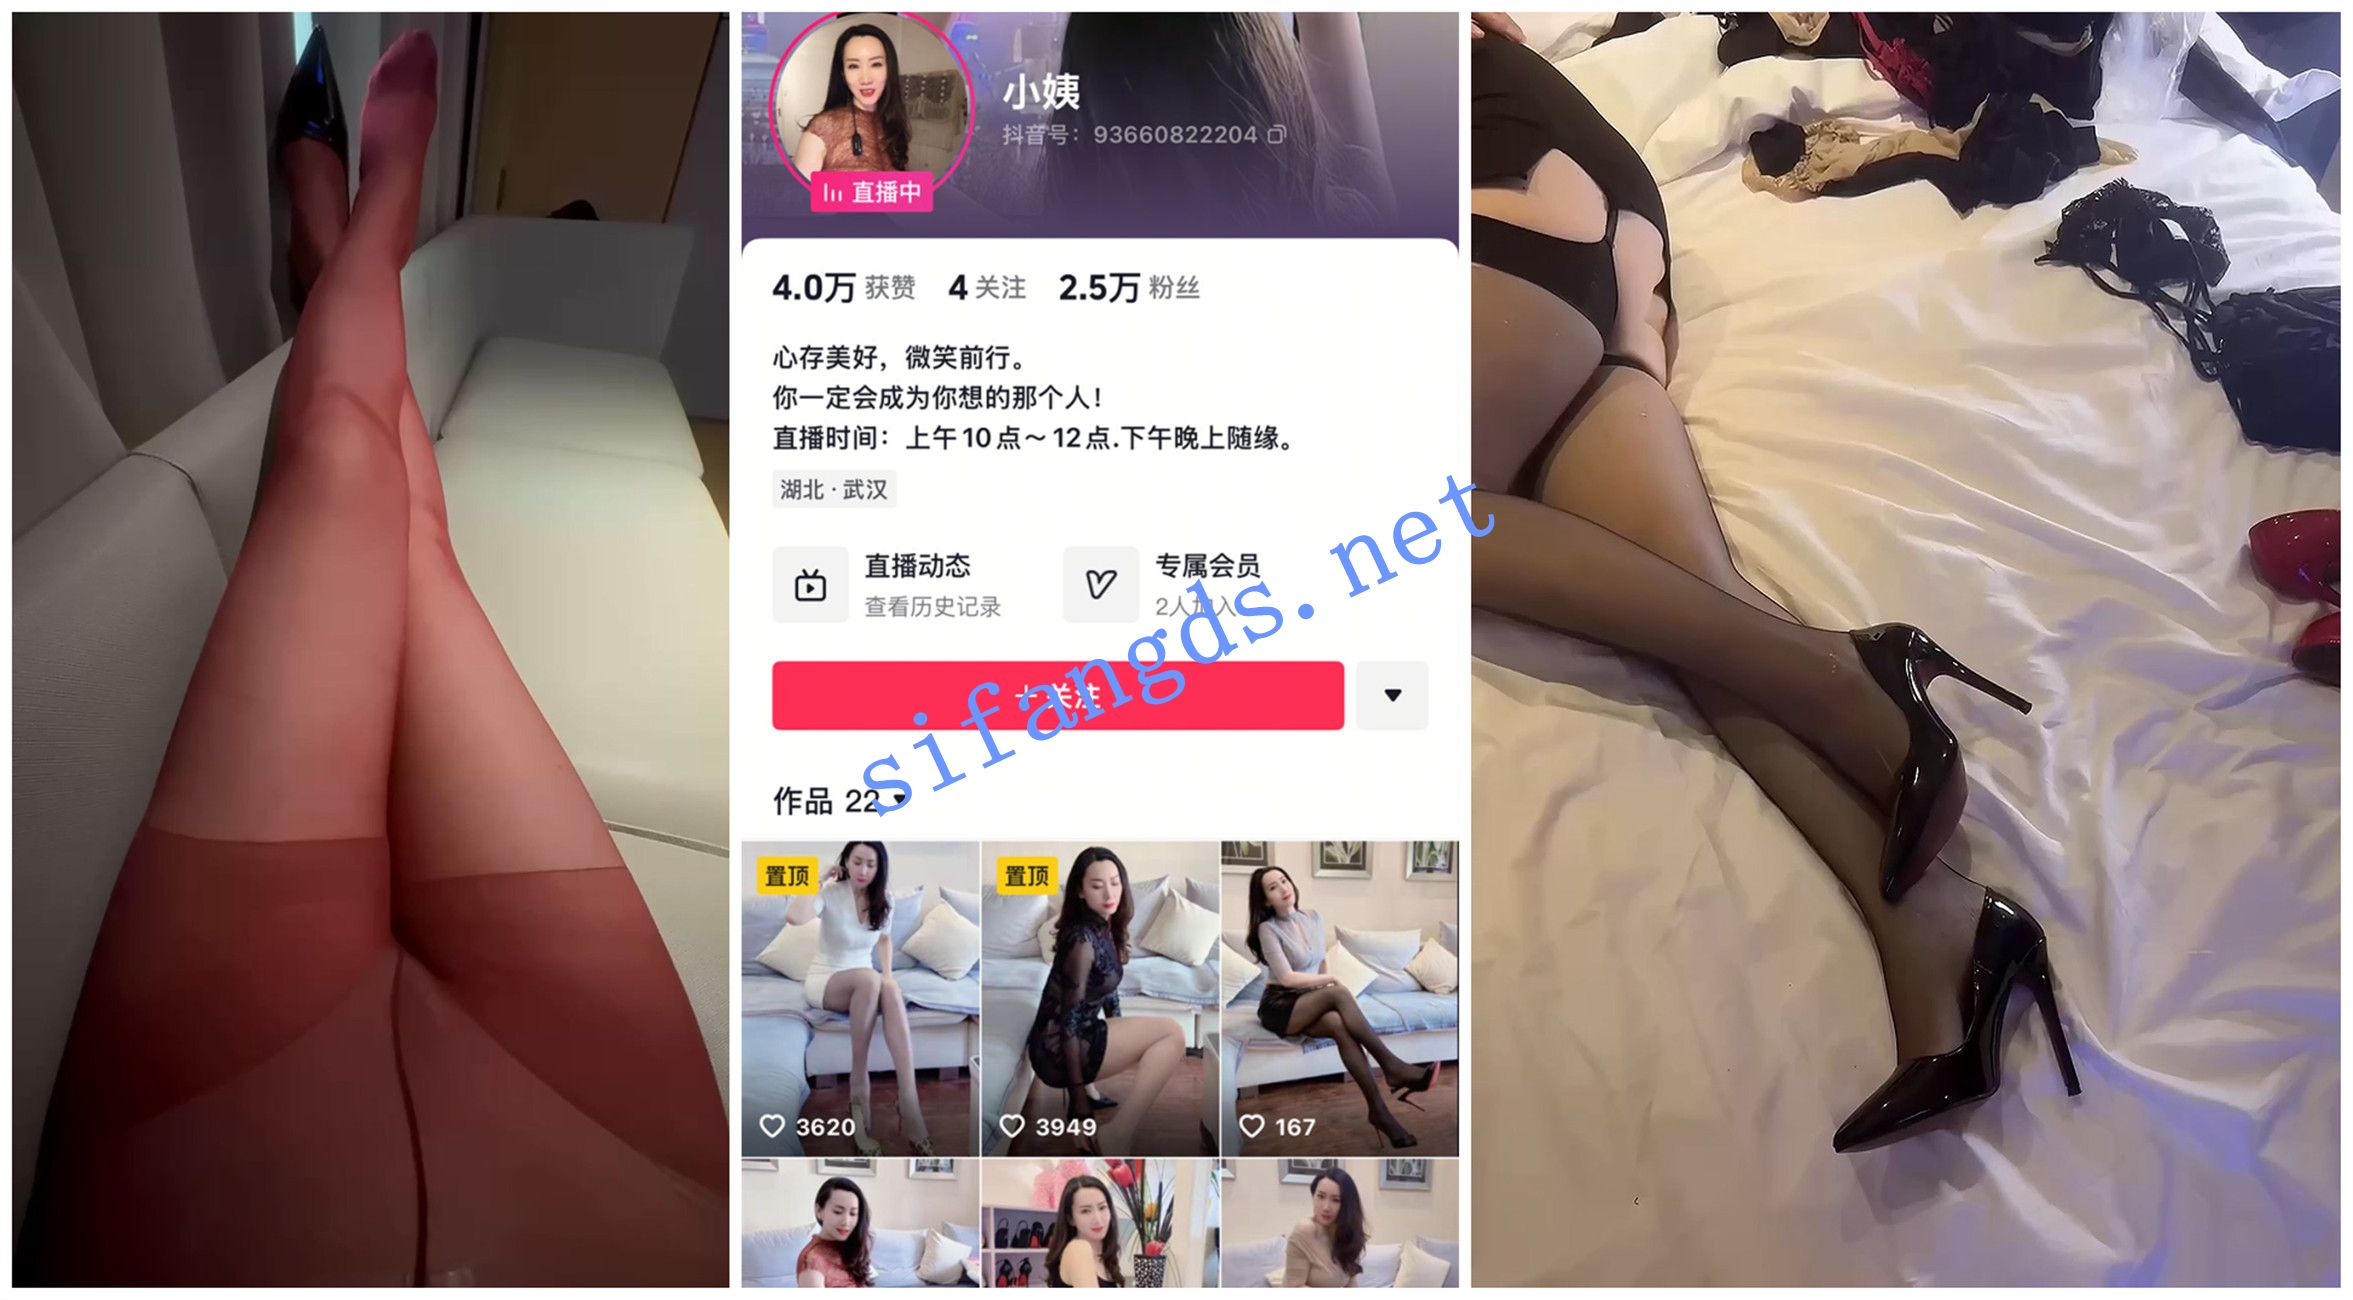 小姨
抖音号：93660822204
直播中
4.0万 获赞 4 关注 2.5万 粉丝
心存美好，微笑前行。
你一定会成为你想的那个人！
直播时间：上午10点～12点.下午晚上随缘。
湖北·武汉
直播动态 专属会员
查看历史记录 2人加入
+ 关注
sifangds.net
作品 22
置顶 置顶
3620 3949 167